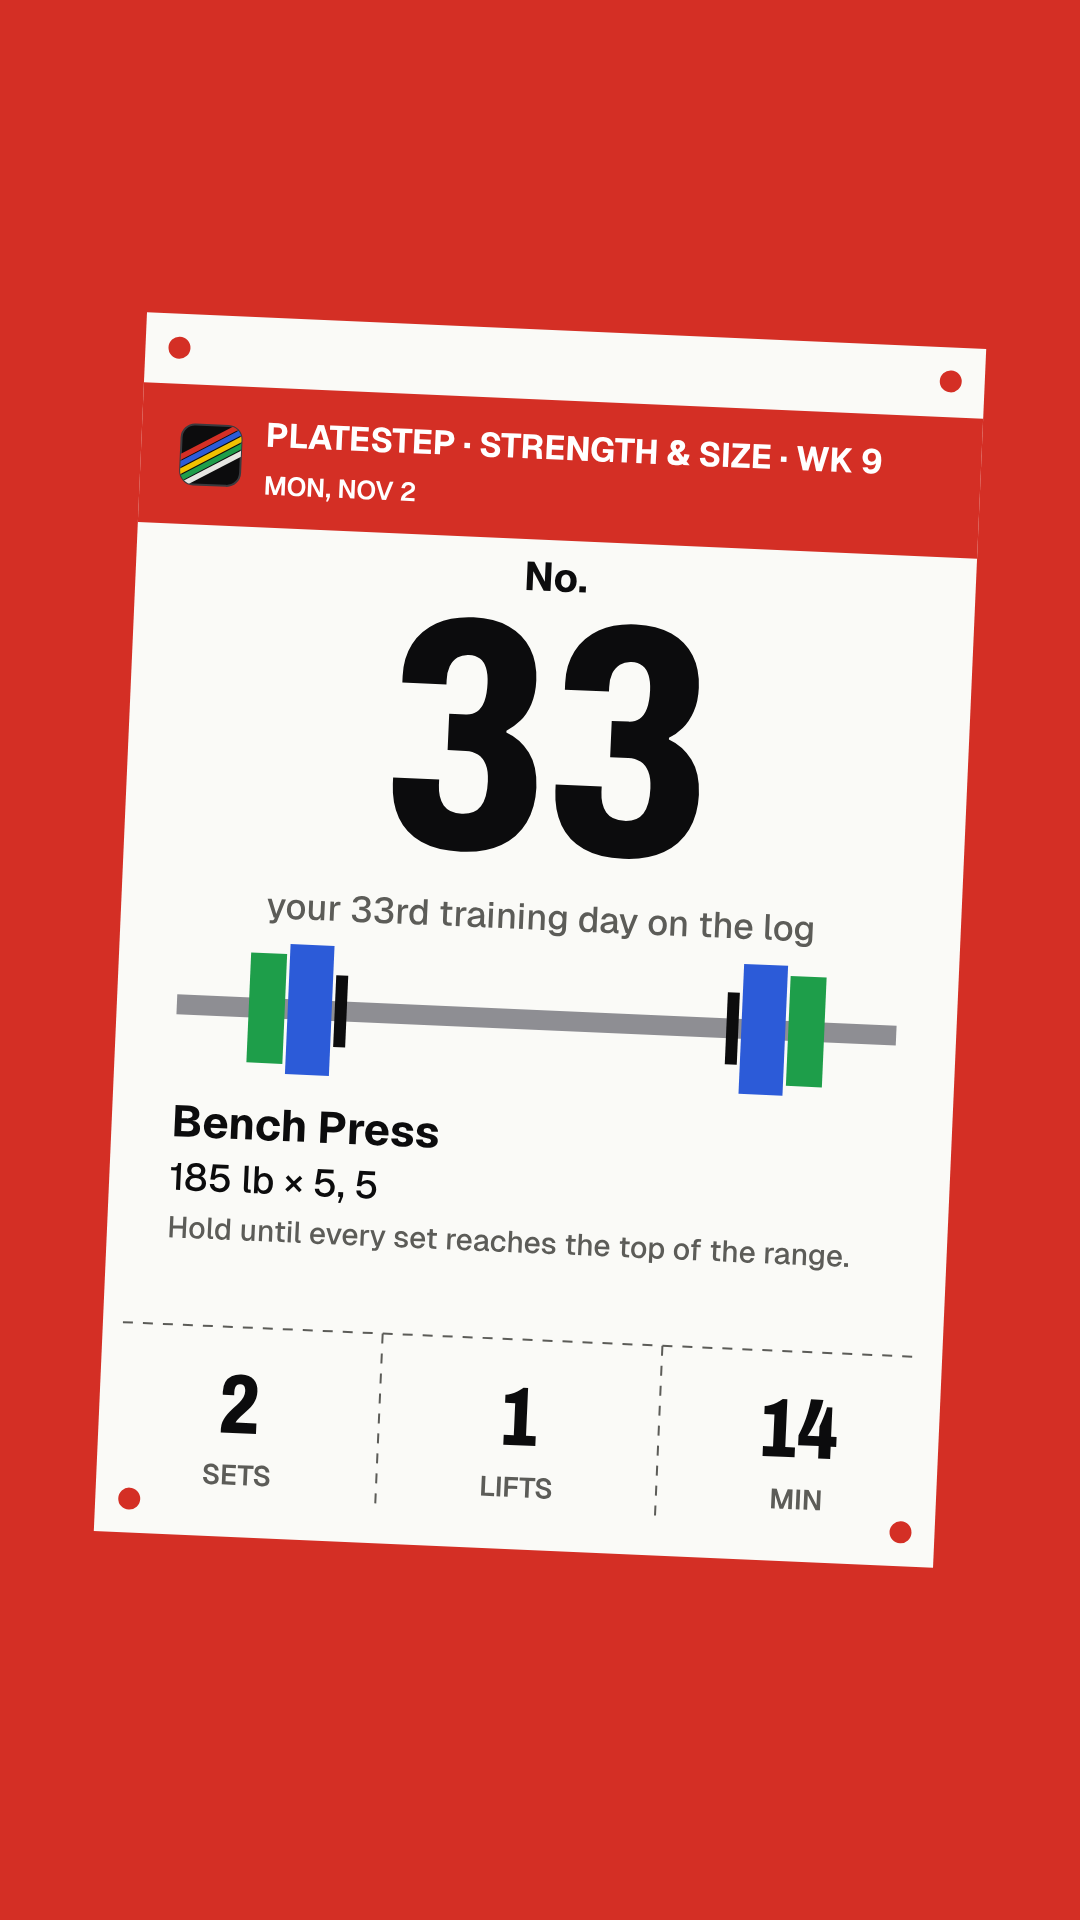 PLATESTEP · STRENGTH & SIZE · WK 9
MON, NOV 2
No.
33
your 33rd training day on the log
Bench Press
185 lb × 5, 5
Hold until every set reaches the top of the range.
2
SETS
1
LIFTS
14
MIN